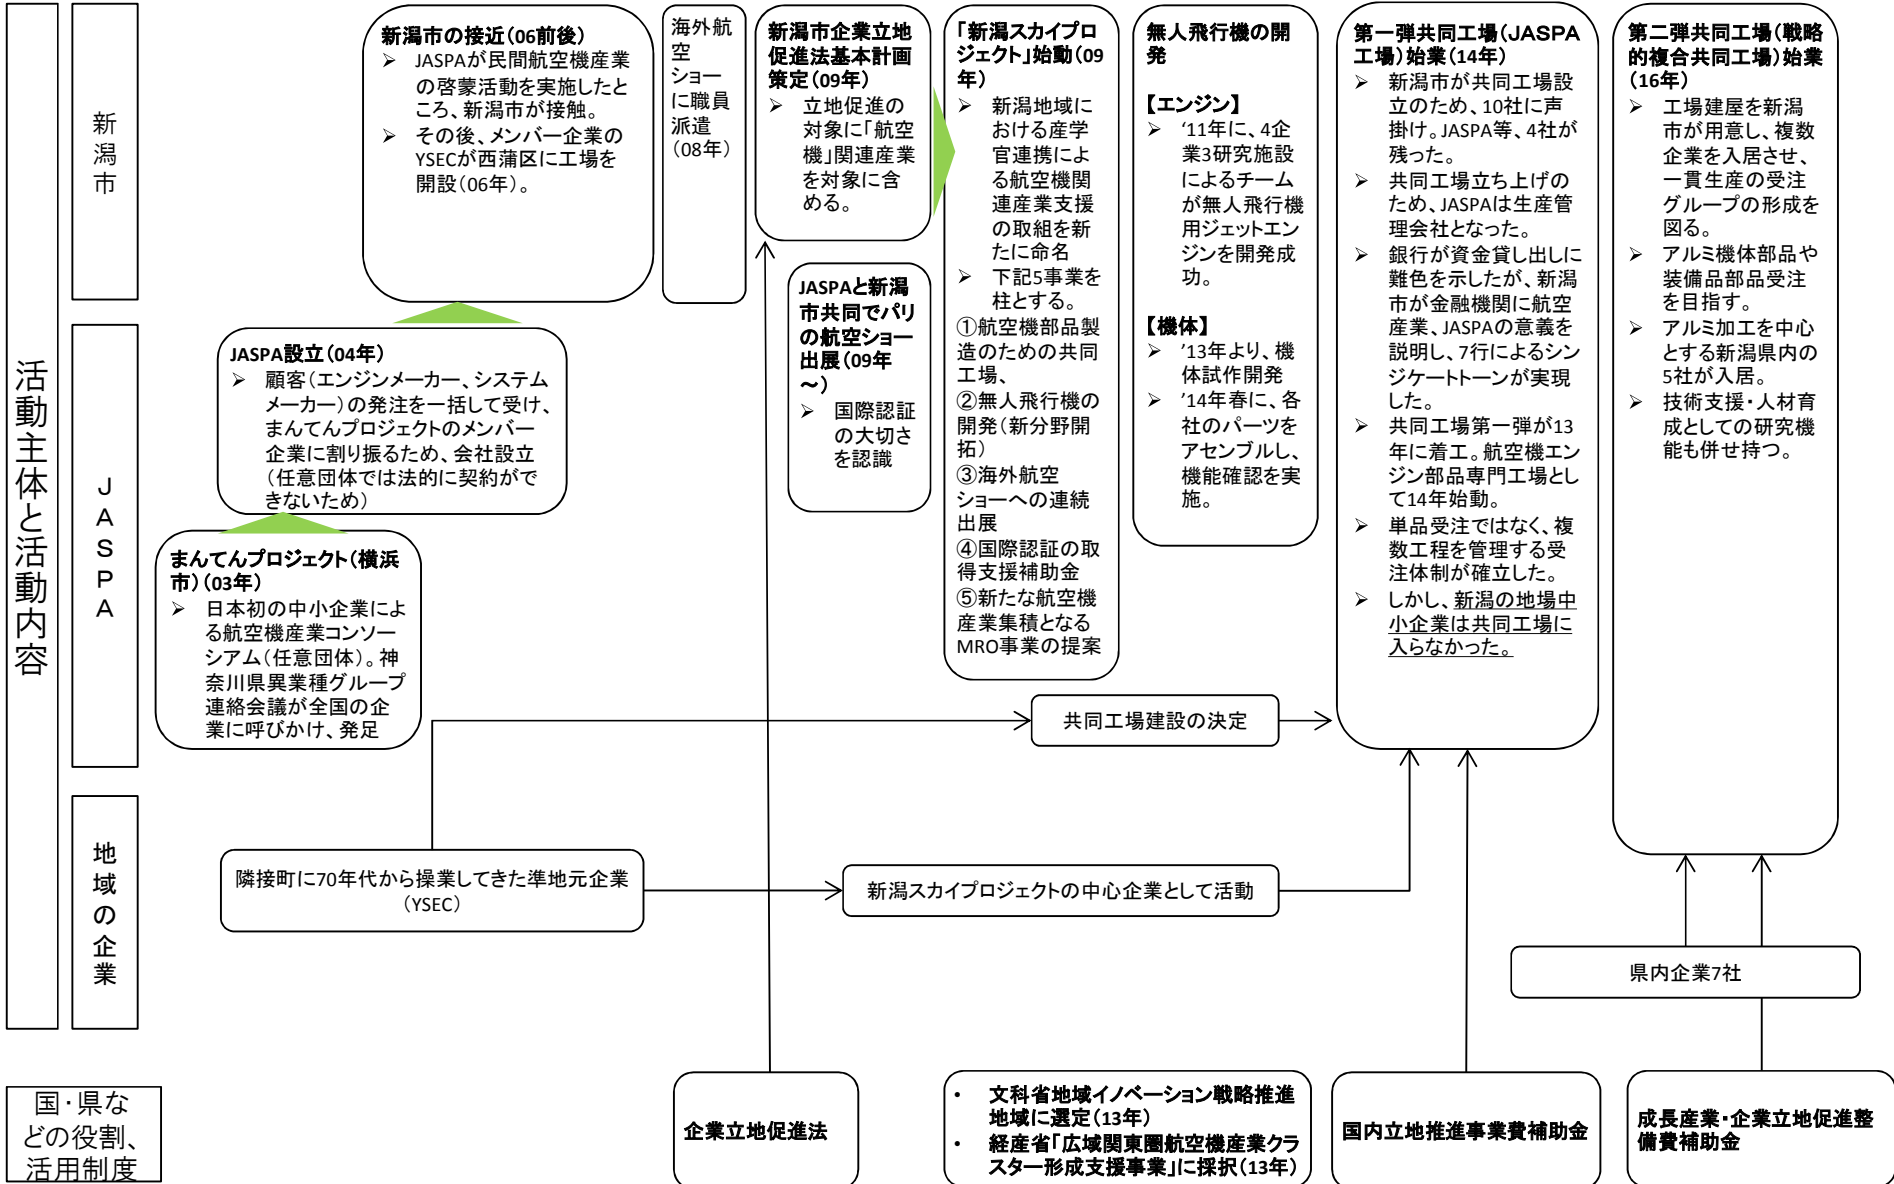 活動主体と活動内容
新潟市
JASPA
地域の企業
国・県な
どの役割、
活用制度
新潟市の接近(06前後)
➢ JASPAが民間航空機産業
の啓蒙活動を実施したと
ころ、新潟市が接触。
➢ その後、メンバー企業の
YSECが西蒲区に工場を
開設(06年)。
JASPA設立(04年)
➢ 顧客(エンジンメーカー、システム
メーカー)の発注を一括して受け、
まんてんプロジェクトのメンバー
企業に割り振るため、会社設立
(任意団体では法的に契約がで
きないため)
まんてんプロジェクト(横浜
市)(03年)
➢ 日本初の中小企業によ
る航空機産業コンソー
シアム(任意団体)。神
奈川県異業種グループ
連絡会議が全国の企
業に呼びかけ、発足
海外航
空
ショー
に職員
派遣
(08年)
新潟市企業立地
促進法基本計画
策定(09年)
➢ 立地促進の
対象に「航空
機」関連産業
を対象に含
める。
JASPAと新潟
市共同でパリ
の航空ショー
出展(09年
～)
➢ 国際認証
の大切さ
を認識
「新潟スカイプロ
ジェクト」始動(09
年)
➢ 新潟地域に
おける産学
官連携によ
る航空機関
連産業支援
の取組を新
たに命名
➢ 下記5事業を
柱とする。
①航空機部品製
造のための共同
工場、
②無人飛行機の
開発(新分野開
拓)
③海外航空
ショーへの連続
出展
④国際認証の取
得支援補助金
⑤新たな航空機
産業集積となる
MRO事業の提案
無人飛行機の開
発
【エンジン】
➢ '11年に、4企
業3研究施設
によるチーム
が無人飛行機
用ジェットエン
ジンを開発成
功。
【機体】
➢ '13年より、機
体試作開発
➢ '14年春に、各
社のパーツを
アセンブルし、
機能確認を実
施。
第一弾共同工場(JASPA
工場)始業(14年)
➢ 新潟市が共同工場設
立のため、10社に声
掛け。JASPA等、4社が
残った。
➢ 共同工場立ち上げの
ため、JASPAは生産管
理会社となった。
➢ 銀行が資金貸し出しに
難色を示したが、新潟
市が金融機関に航空
産業、JASPAの意義を
説明し、7行によるシン
ジケートトーンが実現
した。
➢ 共同工場第一弾が13
年に着工。航空機エン
ジン部品専門工場とし
て14年始動。
➢ 単品受注ではなく、複
数工程を管理する受
注体制が確立した。
➢ しかし、新潟の地場中
小企業は共同工場に
入らなかった。
第二弾共同工場(戦略
的複合共同工場)始業
(16年)
➢ 工場建屋を新潟
市が用意し、複数
企業を入居させ、
一貫生産の受注
グループの形成を
図る。
➢ アルミ機体部品や
装備品部品受注
を目指す。
➢ アルミ加工を中心
とする新潟県内の
5社が入居。
➢ 技術支援・人材育
成としての研究機
能も併せ持つ。
共同工場建設の決定
隣接町に70年代から操業してきた準地元企業
(YSEC)
新潟スカイプロジェクトの中心企業として活動
県内企業7社
企業立地促進法
• 文科省地域イノベーション戦略推進
地域に選定(13年)
• 経産省「広域関東圏航空機産業クラ
スター形成支援事業」に採択(13年)
国内立地推進事業費補助金
成長産業・企業立地促進整
備費補助金